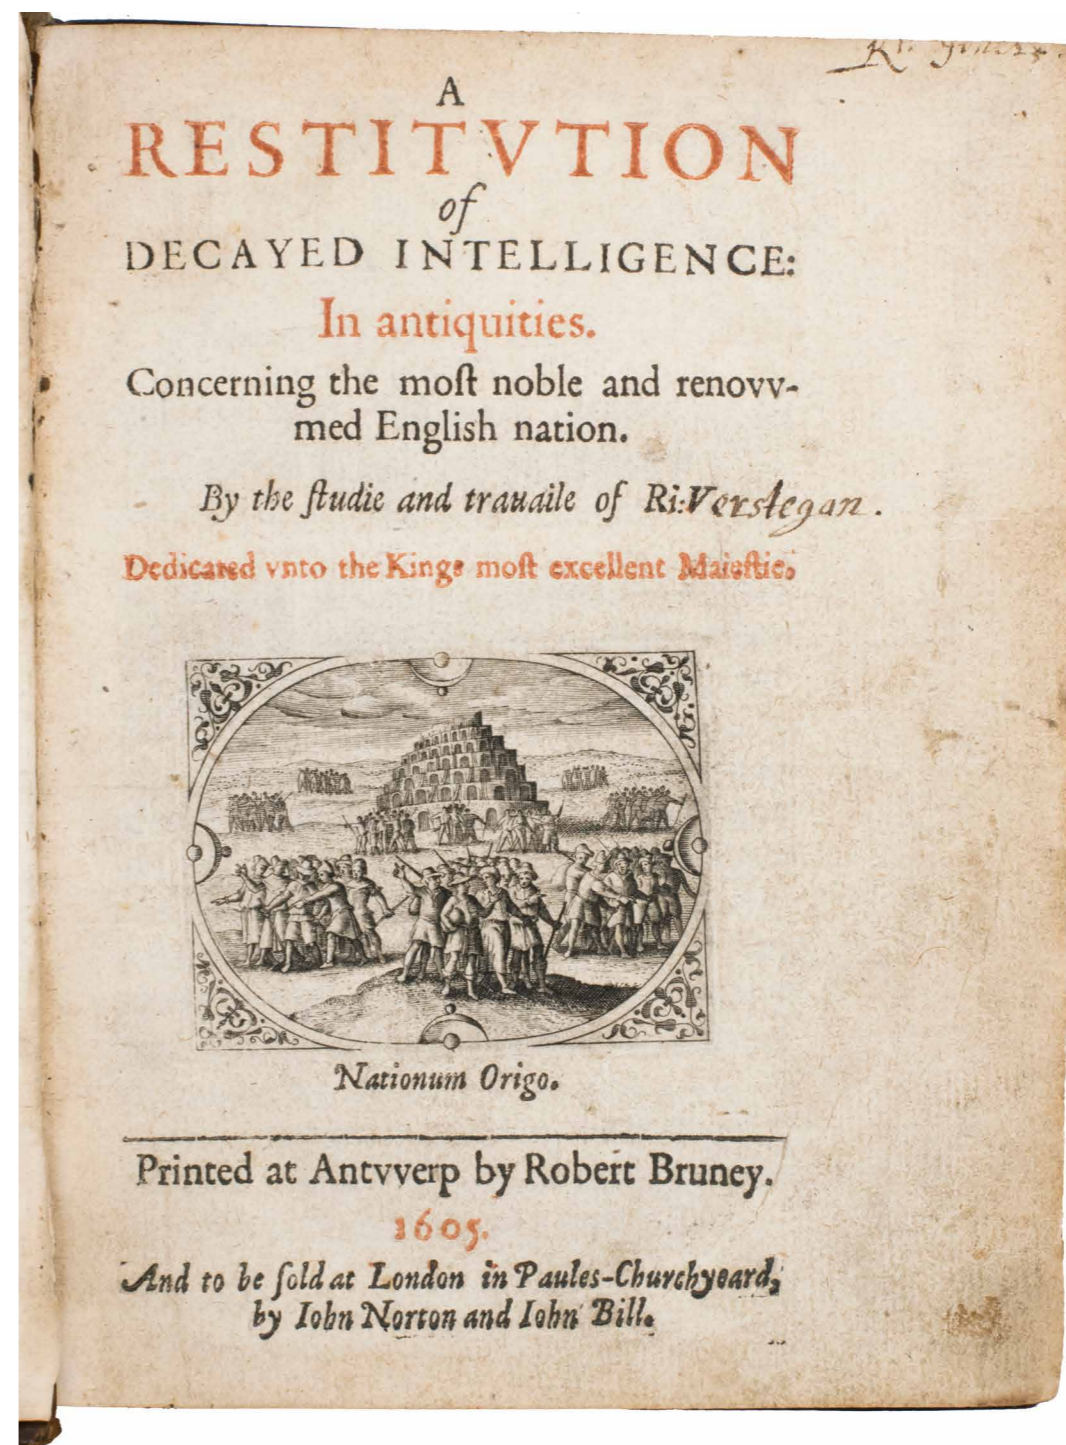 A
RESTITVTION
of
DECAYED INTELLIGENCE:
In antiquities.
Concerning the moſt noble and renovv-
med English nation.
By the ſtudie and trauaile of Ri: Verstegan.
Dedicated vnto the Kings moſt excellent Maieſtie.
Nationum Origo.
Printed at Antvverp by Robert Bruney.
1605.
And to be ſold at London in Paules-Churchyeard,
by Iohn Norton and Iohn Bill.